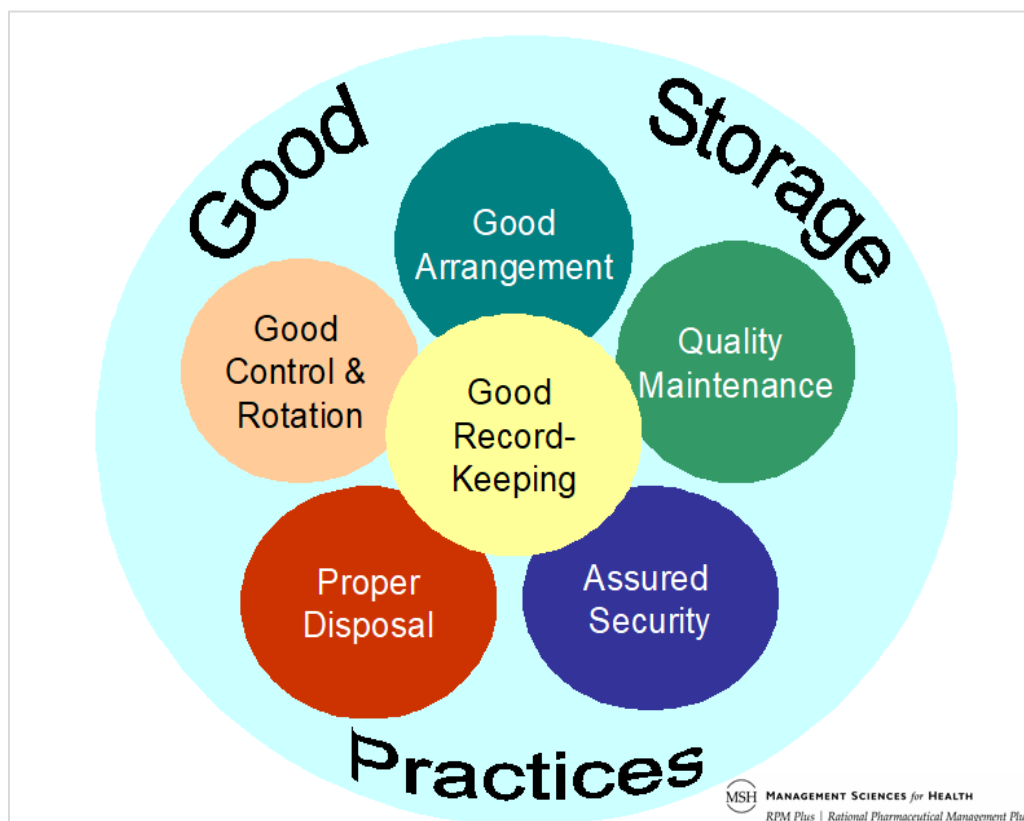 Good
Storage
Good
Arrangement
Good
Control &
Rotation
Quality
Maintenance
Good
Record-
Keeping
Proper
Disposal
Assured
Security
Practices
MSH MANAGEMENT SCIENCES for HEALTH
RPM Plus | Rational Pharmaceutical Management Plu